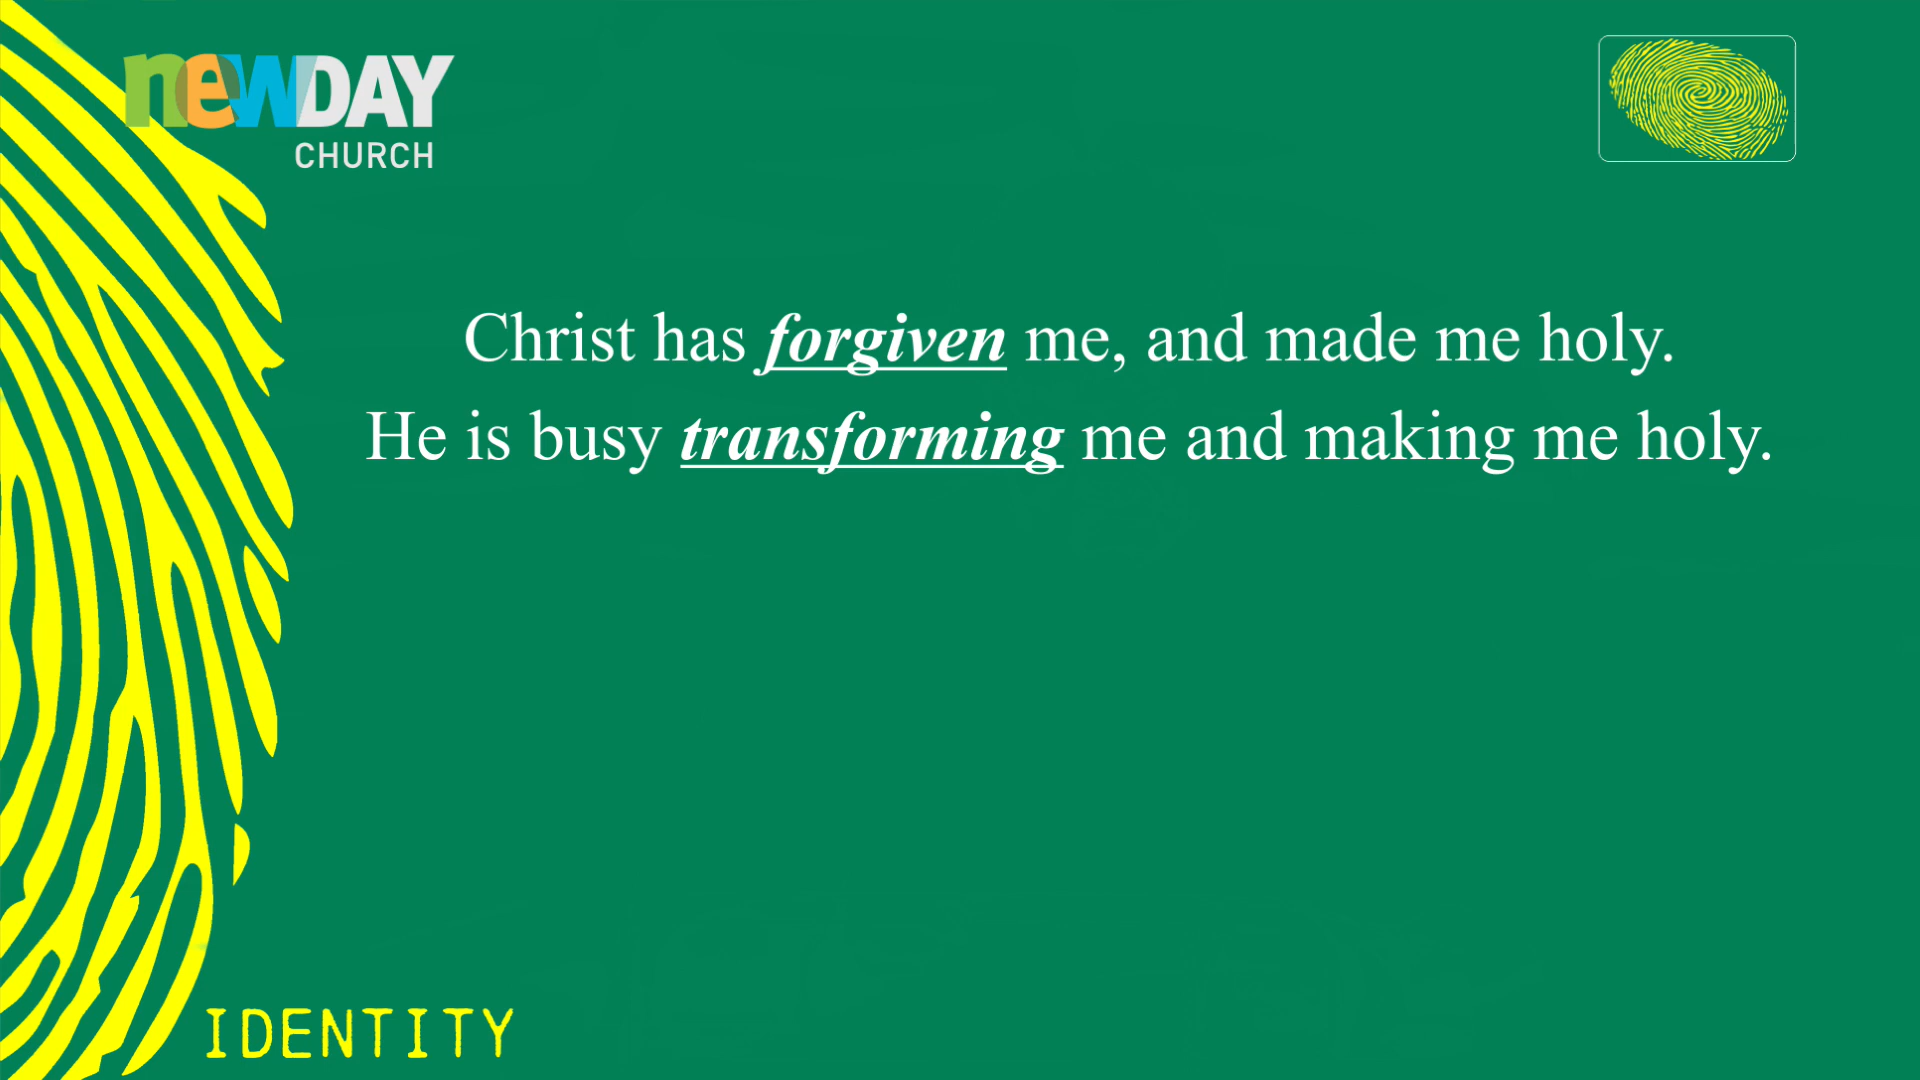 newDAY
CHURCH
Christ has forgiven me, and made me holy.
He is busy transforming me and making me holy.
IDENTITY